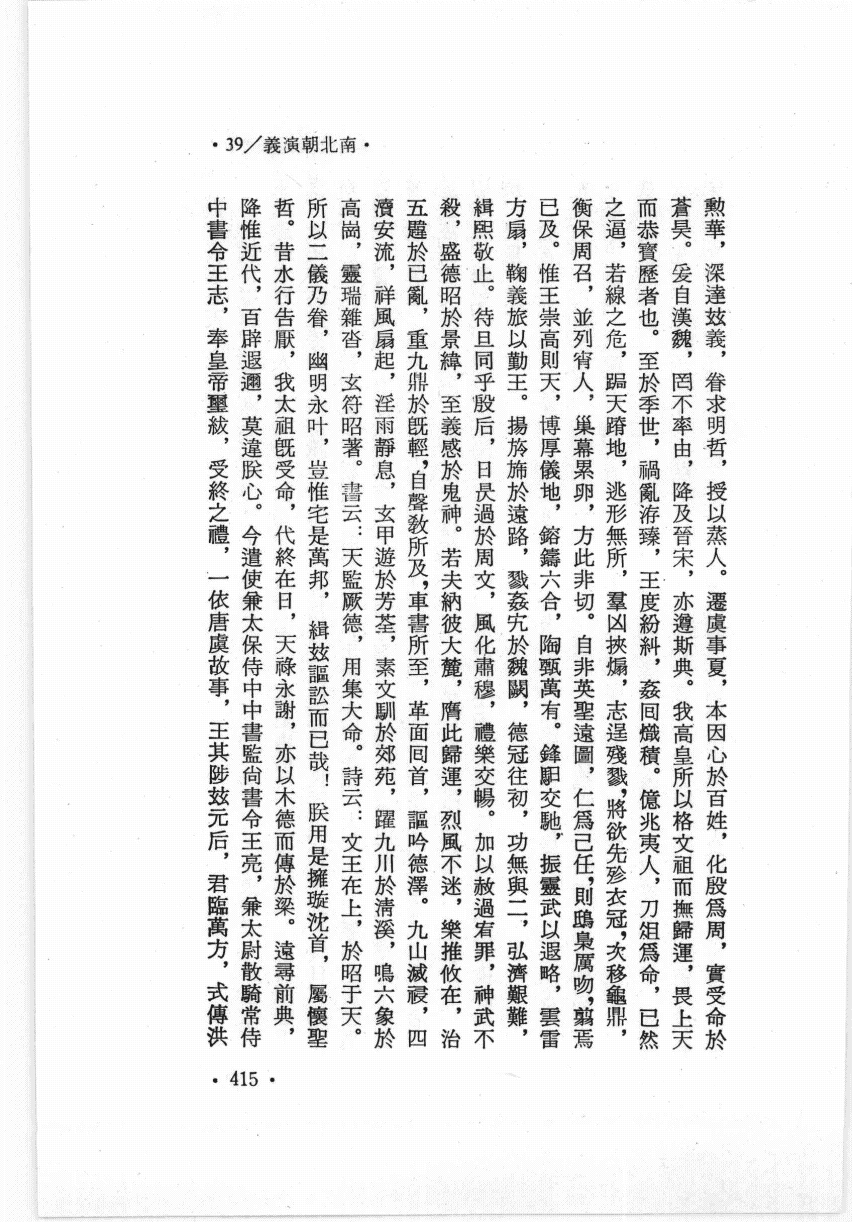 ・39／義演朝北南・
勳華，深達玆義，眷求明哲，授以蒸人。遷虞事夏，本因心於百姓，化殷爲周，實受命於
蒼昊。爰自漢魏，罔不率由，降及晉宋，亦遵斯典。我高皇所以格文祖而撫歸運，畏上天
而恭寶歷者也。至於季世，禍亂洊臻，王度紛糾，姦回熾積。億兆夷人，刀俎爲命，已然
之逼，若線之危，跼天蹐地，逃形無所，羣凶挾煽，志逞殘戮，將欲先殄衣冠，次移龜鼎，
衡保周召，並列宵人，巢幕累卵，方此非切。自非英聖遠圖，仁爲己任，則鴟梟厲吻，翦焉
已及。惟王崇高則天，博厚儀地，鎔鑄六合，陶甄萬有。鋒馹交馳，振靈武以遐略，雲雷
方扇，鞠義旅以勤王。揚旍旆於遠路，戮姦宄於魏闕，德冠往初，功無與二，弘濟艱難，
緝熙敬止。待旦同乎殷后，日昃過於周文，風化肅穆，禮樂交暢。加以赦過宥罪，神武不
殺，盛德昭於景緯，至義感於鬼神。若夫納彼大麓，膺此歸運，烈風不迷，樂推攸在，治
五韙於已亂，重九鼎於旣輕，自聲敎所及，車書所至，革面囘首，謳吟德澤。九山滅祲，四
瀆安流，祥風扇起，淫雨靜息，玄甲遊於芳荃，素文馴於郊苑，躍九川於淸溪，鳴六象於
高崗，靈瑞雜沓，玄符昭著。書云：天監厥德，用集大命。詩云：文王在上，於昭于天。
所以二儀乃眷，幽明永叶，豈惟宅是萬邦，緝玆謳訟而已哉！朕用是擁璇沈首，屬懷聖
哲。昔水行告厭，我太祖旣受命，代終在日，天祿永謝，亦以木德而傳於梁。遠尋前典，
降惟近代，百辟遐邇，莫違朕心。今遣使兼太保侍中中書監尙書令王亮，兼太尉散騎常侍
中書令王志，奉皇帝璽紱，受終之禮，一依唐虞故事，王其陟玆元后，君臨萬方，式傳洪
・415・